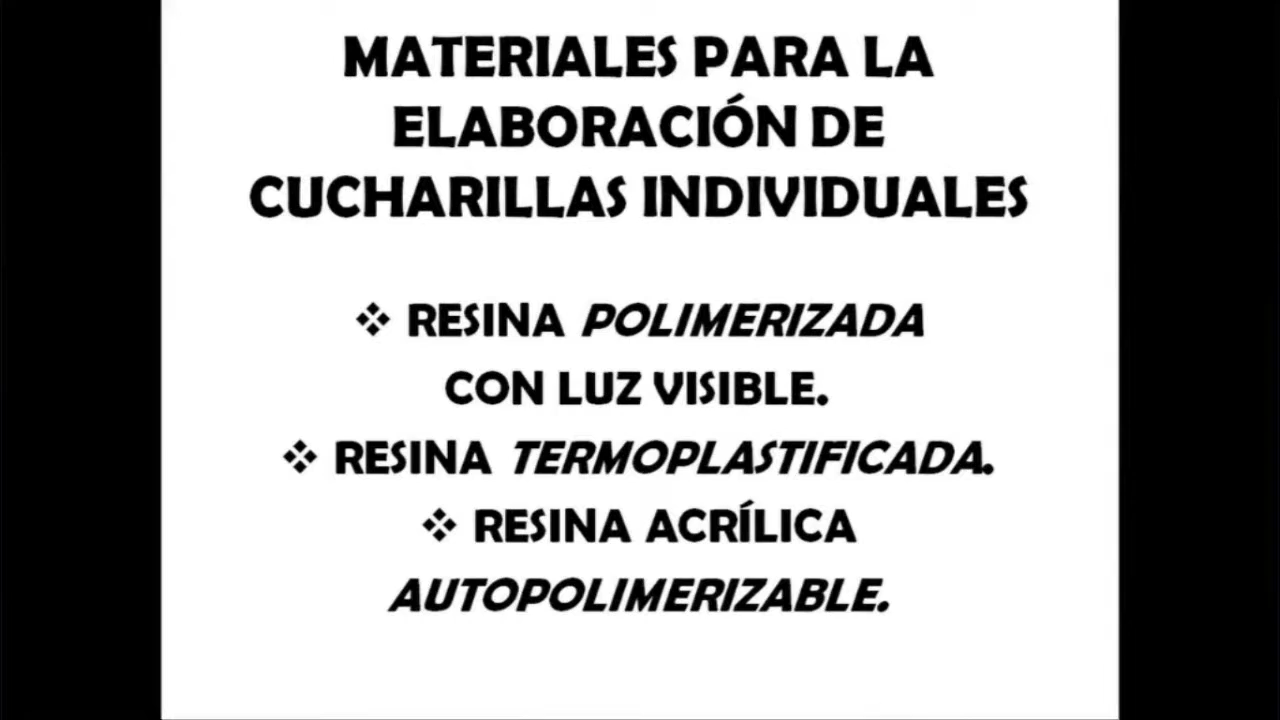 MATERIALES PARA LA
ELABORACIÓN DE
CUCHARILLAS INDIVIDUALES
❖ RESINA POLIMERIZADA
CON LUZ VISIBLE.
❖ RESINA TERMOPLASTIFICADA.
❖ RESINA ACRÍLICA
AUTOPOLIMERIZABLE.